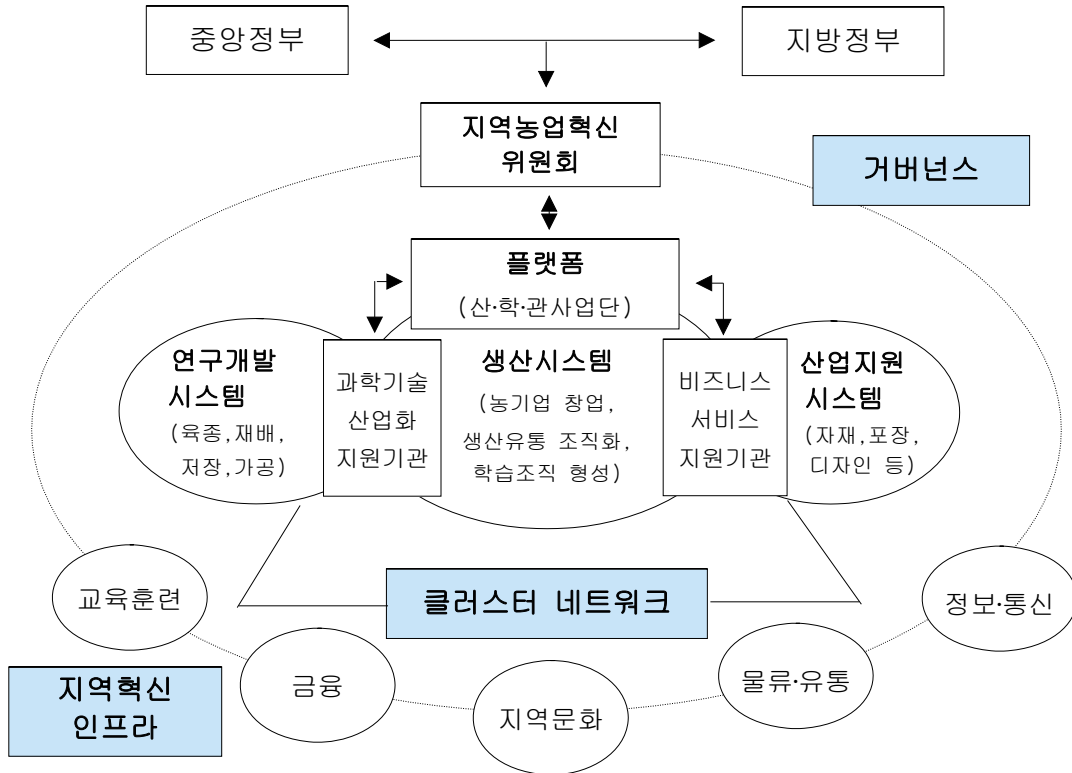 중앙정부
지방정부
지역농업혁신
위원회
거버넌스
플랫폼
(산·학·관사업단)
연구개발
시스템
(육종,재배,
저장,가공)
과학기술
산업화
지원기관
생산시스템
(농기업 창업,
생산유통 조직화,
학습조직 형성)
비즈니스
서비스
지원기관
산업지원
시스템
(자재,포장,
디자인 등)
교육훈련
클러스터 네트워크
정보·통신
지역혁신
인프라
금융
지역문화
물류·유통